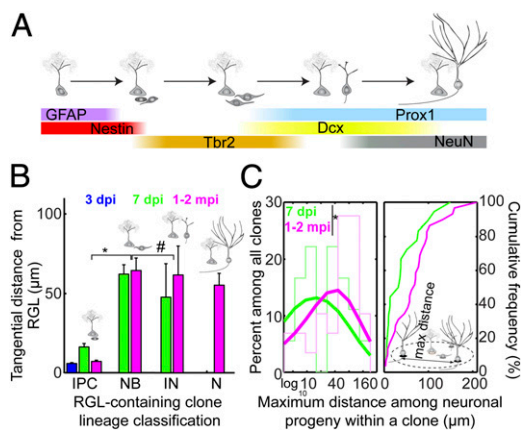 A
GFAP
Prox1
Nestin
Dcx
Tbr2
NeuN
B
3 dpi 7 dpi 1-2 mpi
* #
100
50
0
Tangential distance from
RGL (μm)
IPC NB IN N
RGL-containing clone
lineage classification
C
30
20
10
0
Percent among all clones
7 dpi
1-2 mpi
*
log10 10 40 160
0 100 200
max distance
100
80
60
40
20
0
Cumulative frequency (%)
Maximum distance among neuronal
progeny within a clone (μm)